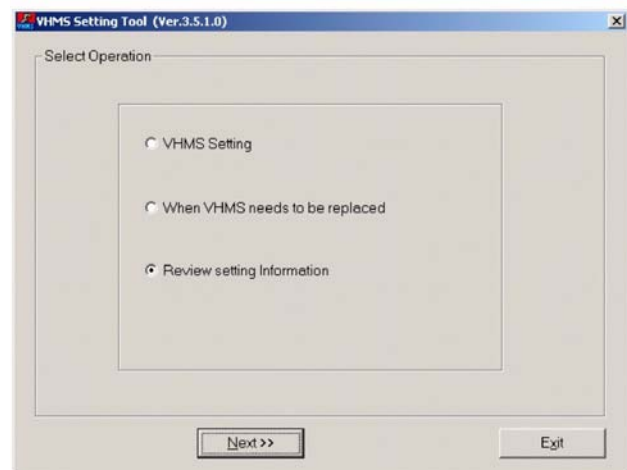 VHMS Setting Tool (Ver.3.5.1.0)
Select Operation
VHMS Setting
When VHMS needs to be replaced
Review setting Information
Next >> Exit